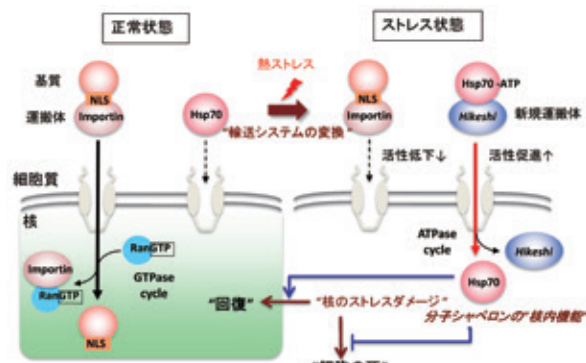 正常状態
ストレス状態
基質
NLS
運搬体
Importin
Hsp70
熱ストレス
"輸送システムの変換"
NLS
Importin
Hsp70-ATP
Hikeshi
新規運搬体
活性低下↓
活性促進↑
細胞質
核
Importin
RanGTP
RanGTP
GTPase
cycle
NLS
ATPase
cycle
Hikeshi
Hsp70
"回復"
"核のストレスダメージ"
分子シャペロンの"核内機能"